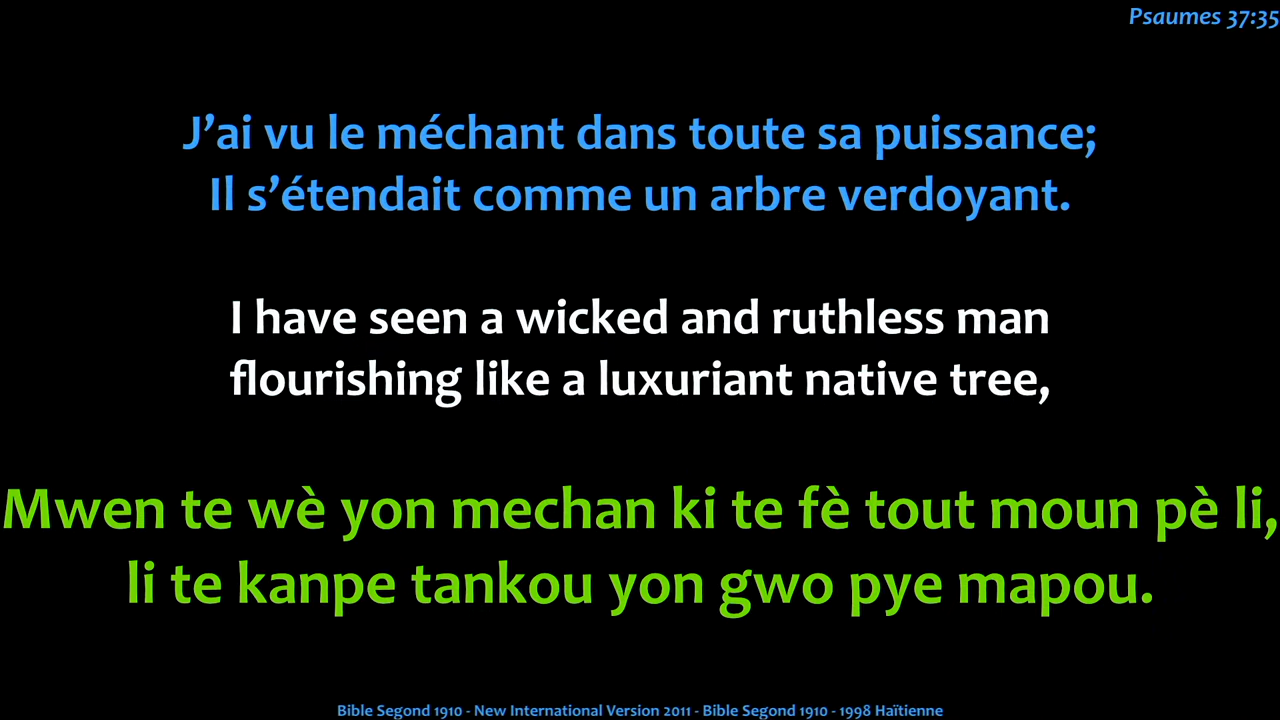 Psaumes 37:35
J’ai vu le méchant dans toute sa puissance;
Il s’étendait comme un arbre verdoyant.
I have seen a wicked and ruthless man
flourishing like a luxuriant native tree,
Mwen te wè yon mechan ki te fè tout moun pè li,
li te kanpe tankou yon gwo pye mapou.
Bible Segond 1910 - New International Version 2011 - Bible Segond 1910 - 1998 Haïtienne